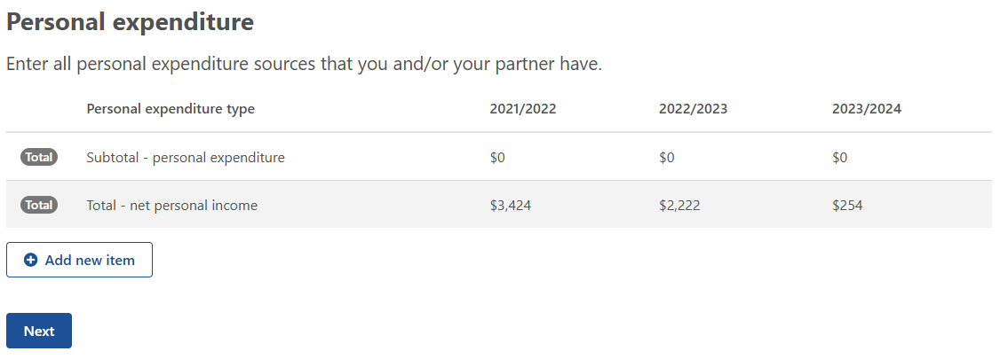 Personal expenditure
Enter all personal expenditure sources that you and/or your partner have.
Personal expenditure type 2021/2022 2022/2023 2023/2024
Total Subtotal - personal expenditure $0 $0 $0
Total Total - net personal income $3,424 $2,222 $254
Add new item
Next